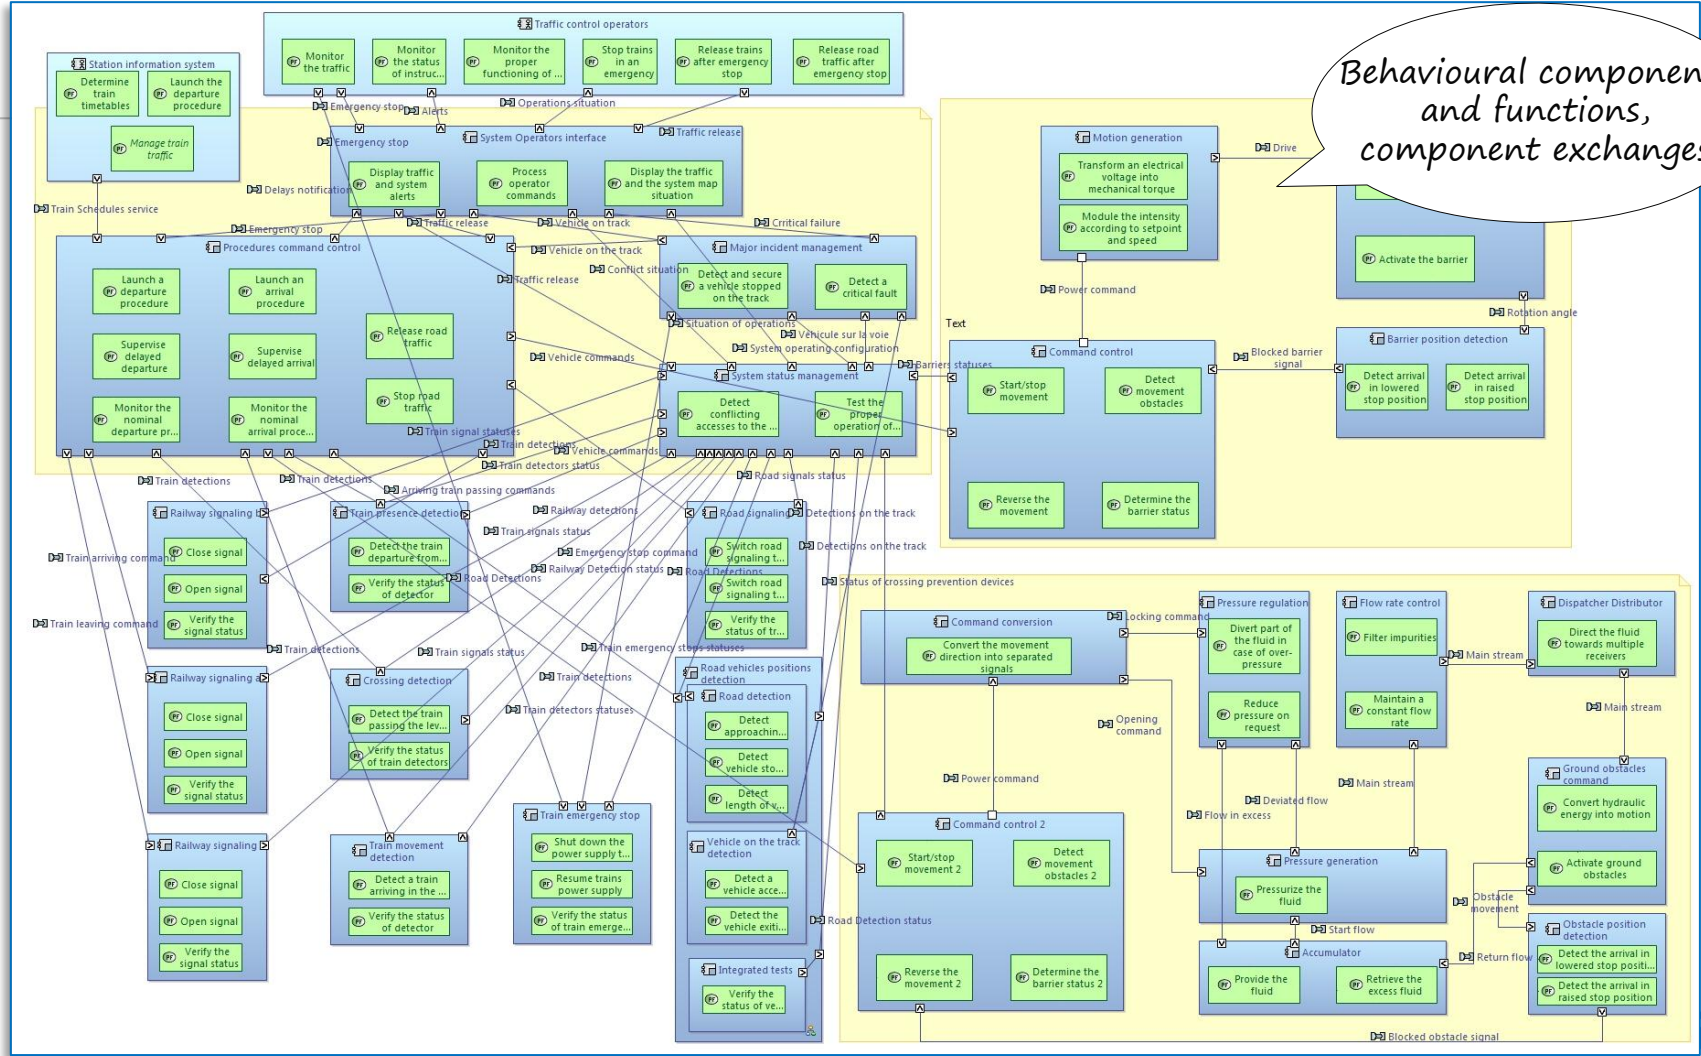 Traffic control operators
Monitor
the traffic
Monitor
the status
of instruc...
Monitor the
proper
functioning of ...
Stop trains
in an
emergency
Release trains
after emergency
stop
Release road
traffic after
emergency stop
Station information system
Determine
train
timetables
Launch the
departure
procedure
Manage train
traffic
Behavioural componen
and functions,
component exchanges
Emergency stop
Alerts
Operations situation
Emergency stop
System Operators interface
Traffic release
Display traffic
and system
alerts
Process
operator
commands
Display the traffic
and the system map
situation
Delays notification
Train Schedules service
Emergency stop
Traffic release
Vehicle on track
Critical failure
Procedures command control
Launch a
departure
procedure
Launch an
arrival
procedure
Release road
traffic
Supervise
delayed
departure
Supervise
delayed arrival
Stop road
traffic
Monitor the
nominal
departure pr...
Monitor the
nominal
arrival proce...
Vehicle on the track
Conflict situation
Traffic release
Major incident management
Detect and secure
a vehicle stopped
on the track
Detect a
critical fault
Situation of operations
Véhicule sur la voie
System operating configuration
Vehicle commands
Barriers statuses
System status management
Detect
conflicting
accesses to the ...
Test the
proper
operation of...
Motion generation
Transform an electrical
voltage into
mechanical torque
Module the intensity
according to setpoint
and speed
Drive
Activate the barrier
Power command
Rotation angle
Text
Command control
Start/stop
movement
Detect
movement
obstacles
Reverse the
movement
Determine the
barrier status
Blocked barrier
signal
Barrier position detection
Detect arrival
in lowered
stop position
Detect arrival
in raised
stop position
Train signal statuses
Train detections
Vehicle commands
Train detectors status
Train detections
Train detections
Arriving train passing commands
Road signals status
Railway signaling
Close signal
Open signal
Verify the
signal status
Train presence detection
Detect the train
departure from...
Verify the status
of detector
Railway detections
Train signals status
Emergency stop command
Railway Detection status
Road Detections
Road Detections
Road signaling
Switch road
signaling t...
Switch road
signaling t...
Verify the
status of tr...
Detections on the track
Detections on the track
Status of crossing prevention devices
Train arriving command
Train leaving command
Train detections
Train signals status
Train emergency stops statuses
Train detections
Train detectors statuses
Railway signaling a
Close signal
Open signal
Verify the
signal status
Crossing detection
Detect the train
passing the lev...
Verify the status
of train detectors
Road vehicles positions
detection
Road detection
Detect
approachin...
Detect
vehicle sto...
Detect
length of v...
Vehicle on the track
detection
Detect a
vehicle acce...
Detect the
vehicle exiti...
Integrated tests
Verify the
status of ve...
Railway signaling
Close signal
Open signal
Verify the
signal status
Train movement
detection
Detect a train
arriving in the ...
Verify the status
of detector
Train emergency stop
Shut down the
power supply t...
Resume trains
power supply
Verify the status
of train emerge...
Road Detection status
Command conversion
Convert the movement
direction into separated
signals
Locking command
Opening
command
Power command
Pressure regulation
Divert part of
the fluid in
case of over-
pressure
Reduce
pressure on
request
Flow rate control
Filter impurities
Maintain a
constant flow
rate
Dispatcher Distributor
Direct the fluid
towards multiple
receivers
Main stream
Main stream
Main stream
Deviated flow
Flow in excess
Ground obstacles
command
Convert hydraulic
energy into motion
Activate ground
obstacles
Command control 2
Start/stop
movement 2
Detect
movement
obstacles 2
Reverse the
movement 2
Determine the
barrier status 2
Pressure generation
Pressurize the
fluid
Obstacle
movement
Start flow
Return flow
Accumulator
Provide the
fluid
Retrieve the
excess fluid
Obstacle position
detection
Detect the arrival in
lowered stop positi...
Detect the arrival in
raised stop position
Blocked obstacle signal